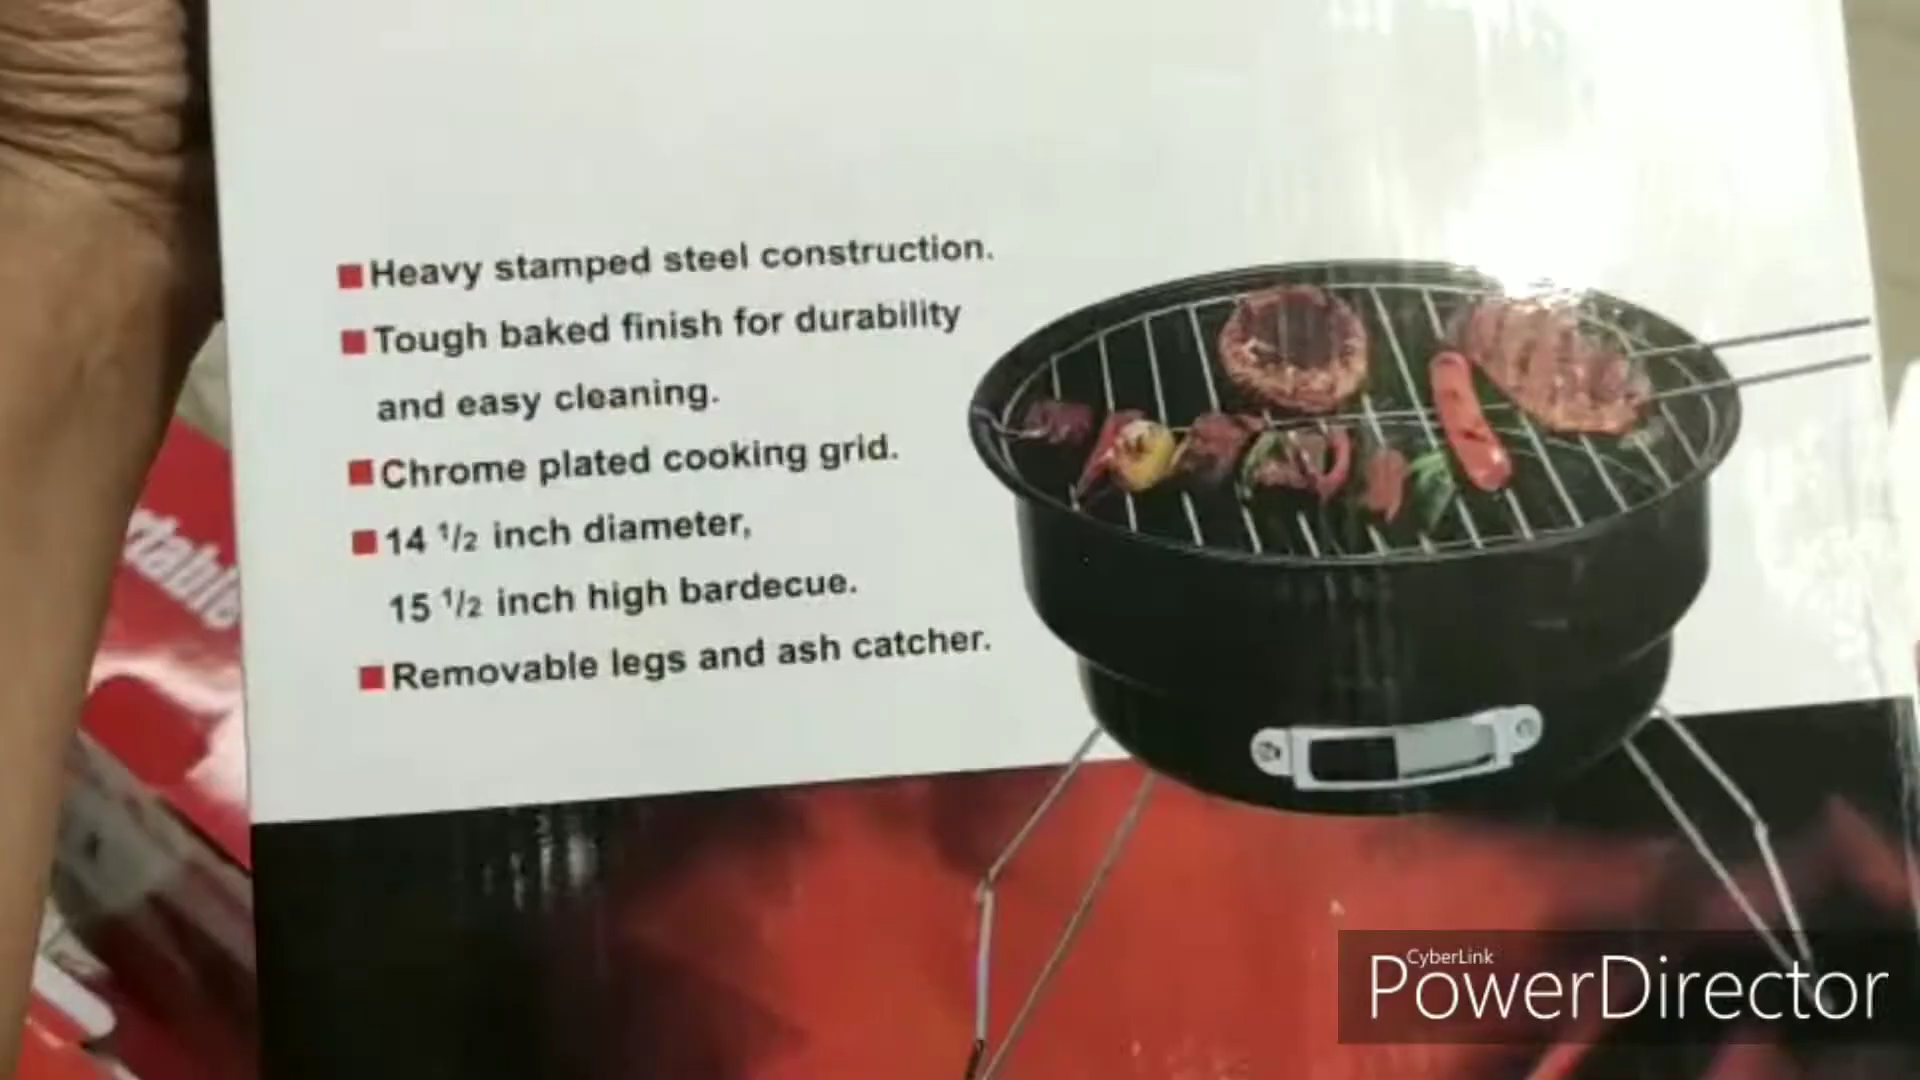 Heavy stamped steel construction.
Tough baked finish for durability
and easy cleaning.
Chrome plated cooking grid.
14 1/2 inch diameter,
15 1/2 inch high bardecue.
Removable legs and ash catcher.
rtable
CyberLink
PowerDirector